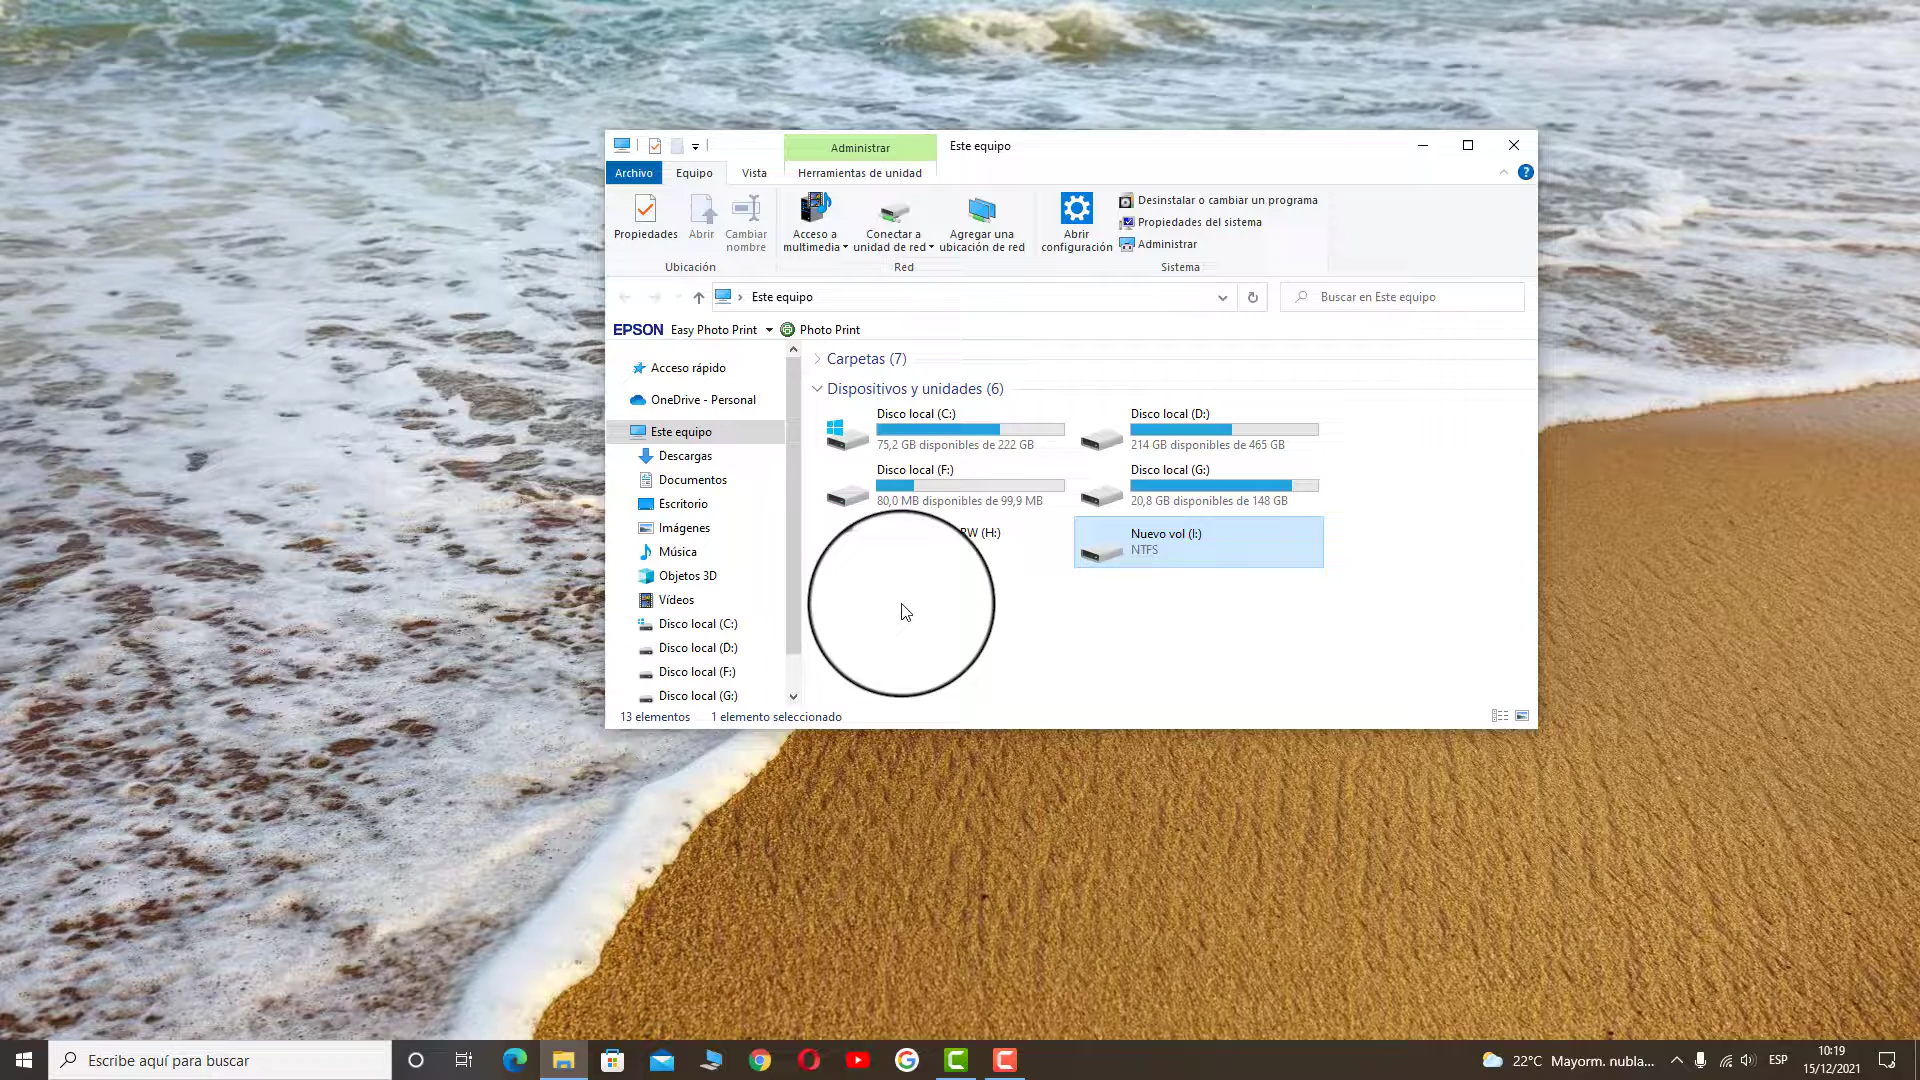 Administrar
Este equipo
Archivo
Equipo
Vista
Herramientas de unidad
Propiedades
Abrir
Cambiar
nombre
Ubicación
Acceso a
multimedia
Conectar a
unidad de red
Agregar una
ubicación de red
Red
Abrir
configuración
Desinstalar o cambiar un programa
Propiedades del sistema
Administrar
Sistema
Este equipo
Buscar en Este equipo
EPSON Easy Photo Print
Photo Print
Acceso rápido
OneDrive - Personal
Este equipo
Descargas
Documentos
Escritorio
Imágenes
Música
Objetos 3D
Vídeos
Disco local (C:)
Disco local (D:)
Disco local (F:)
Disco local (G:)
Carpetas (7)
Dispositivos y unidades (6)
Disco local (C:)
75,2 GB disponibles de 222 GB
Disco local (D:)
214 GB disponibles de 465 GB
Disco local (F:)
80,0 MB disponibles de 99,9 MB
Disco local (G:)
20,8 GB disponibles de 148 GB
(H:)
Nuevo vol (I:)
NTFS
13 elementos
1 elemento seleccionado
Escribe aquí para buscar
22°C Mayorm. nubla...
ESP
10:19
15/12/2021